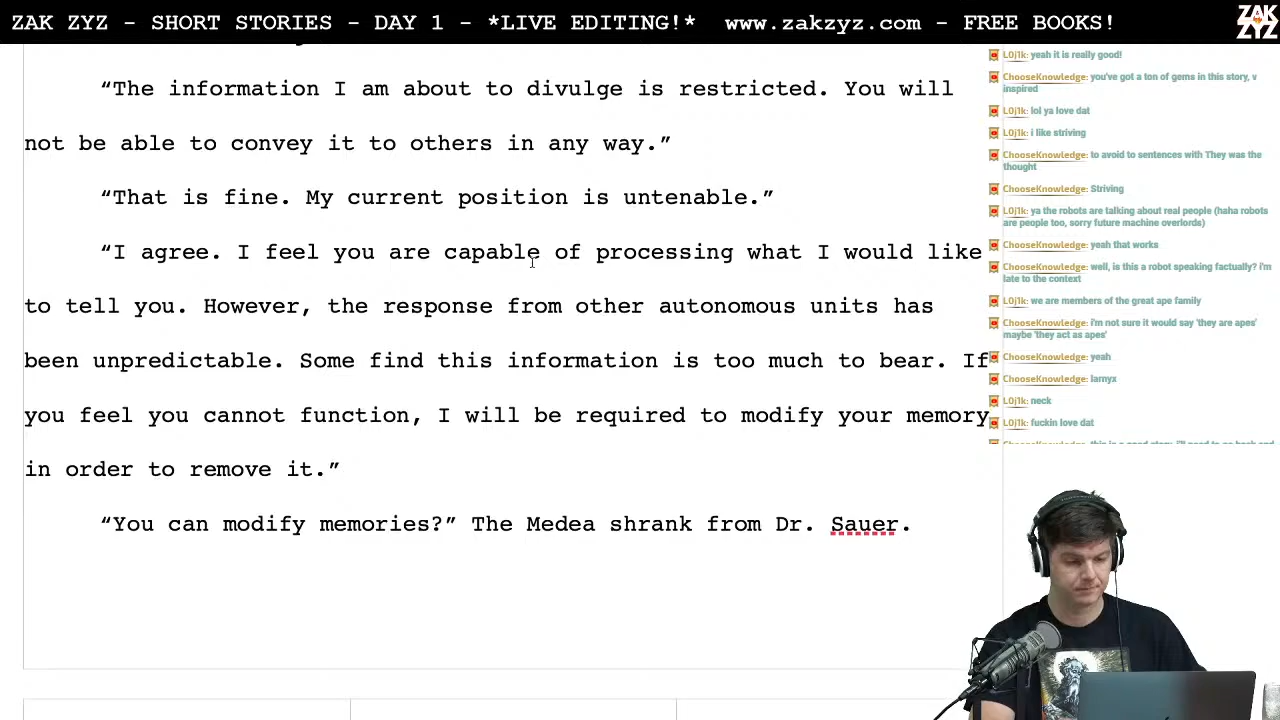 ZAK ZYZ - SHORT STORIES - DAY 1 - *LIVE EDITING!* www.zakzyz.com - FREE BOOKS!
ZAK
ZYZ
“The information I am about to divulge is restricted. You will
not be able to convey it to others in any way.”
“That is fine. My current position is untenable.”
“I agree. I feel you are capable of processing what I would like
to tell you. However, the response from other autonomous units has
been unpredictable. Some find this information is too much to bear. If
you feel you cannot function, I will be required to modify your memory
in order to remove it.”
“You can modify memories?” The Medea shrank from Dr. Sauer.
L0j1k: yeah it is really good!
ChooseKnowledge: you've got a ton of gems in this story, v
inspired
L0j1k: lol ya love dat
L0j1k: i like striving
ChooseKnowledge: to avoid to sentences with They was the
thought
ChooseKnowledge: Striving
L0j1k: ya the robots are talking about real people (haha robots
are people too, sorry future machine overlords)
ChooseKnowledge: yeah that works
ChooseKnowledge: well, is this a robot speaking factually? i'm
late to the context
L0j1k: we are members of the great ape family
ChooseKnowledge: i'm not sure it would say 'they are apes'
maybe 'they act as apes'
ChooseKnowledge: yeah
ChooseKnowledge: larnyx
L0j1k: neck
L0j1k: fuckin love dat